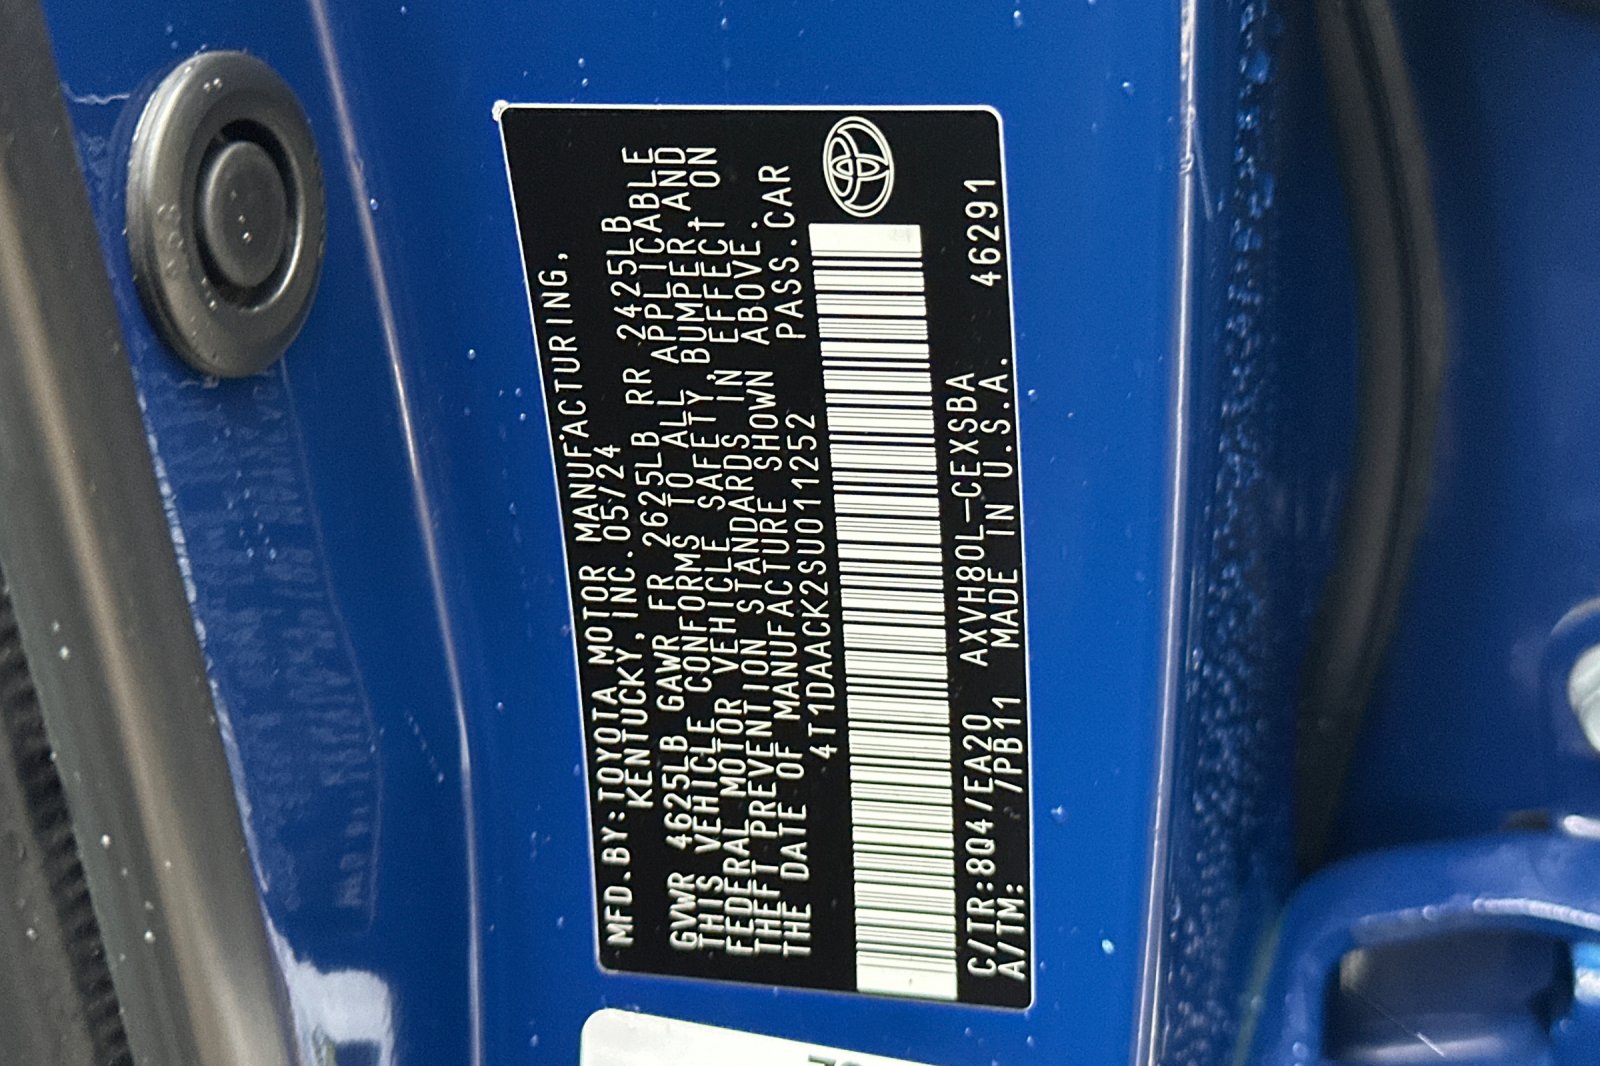 MFD.BY:TOYOTA MOTOR MANUFACTURING,
KENTUCKY,INC.05/24
GVWR 4625LB GAWR FR 2625LB RR 2425LB
THIS VEHICLE CONFORMS TO ALL APPLICABLE
FEDERAL MOTOR VEHICLE SAFETY, BUMPER, AND
THEFT PREVENTION STANDARDS IN EFFECT ON
THE DATE OF MANUFACTURE SHOWN ABOVE.
4T1DAACK2SU011252 PASS.CAR
C/TR:8Q4/EA20 AXVH80L-CEXSBA 46291
A/TM: /PB11 MADE IN U.S.A.